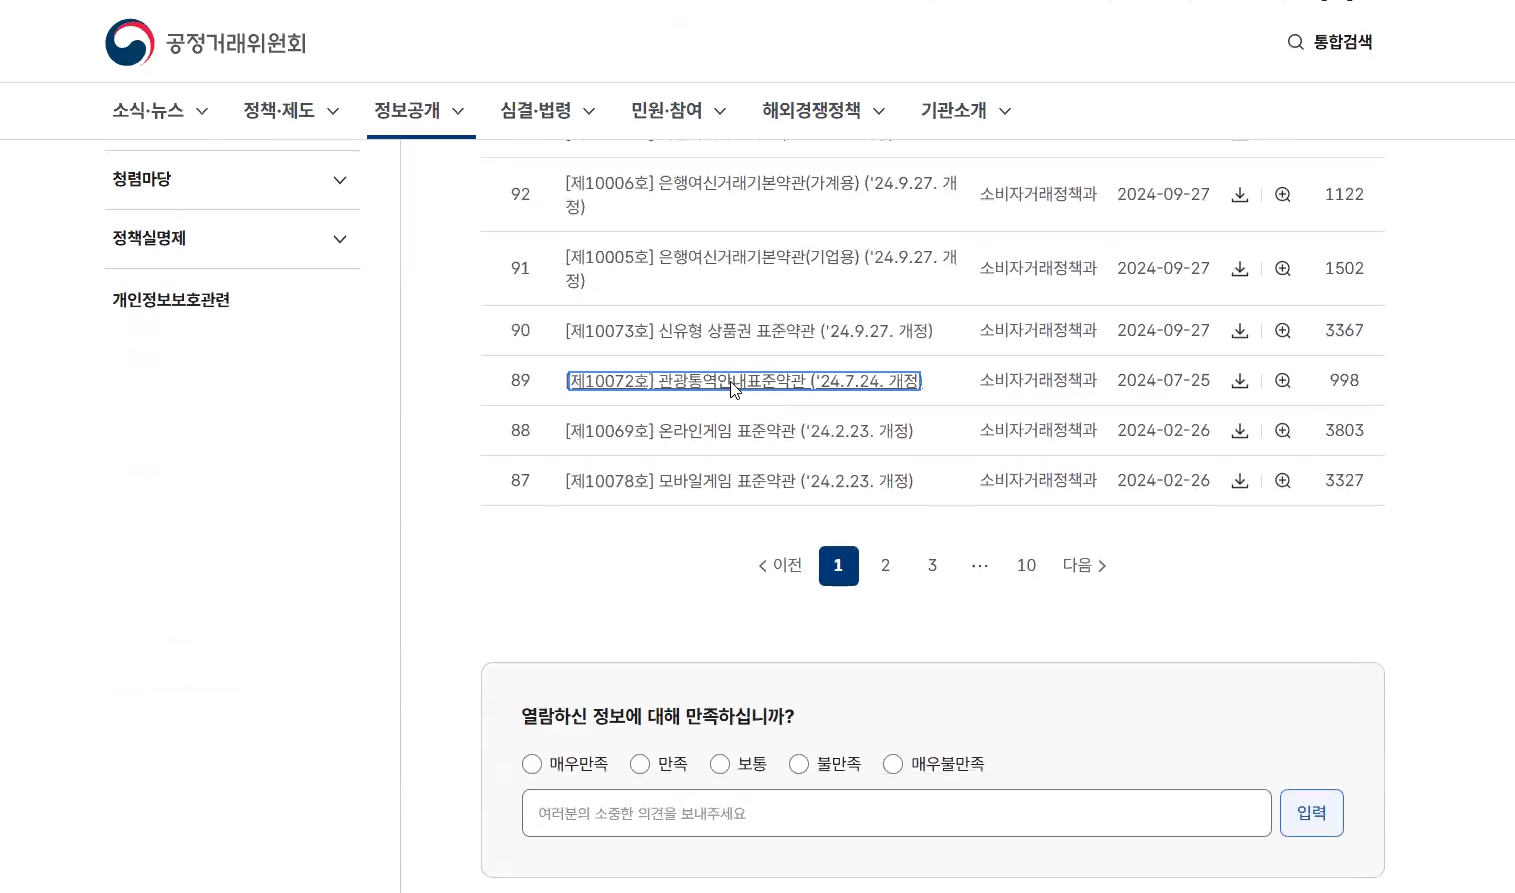 공정거래위원회
통합검색
소식·뉴스 정책·제도 정보공개 심결·법령 민원·참여 해외경쟁정책 기관소개
청렴마당
정책실명제
개인정보보호관련
92 [제10006호] 은행여신거래기본약관(가계용) ('24.9.27. 개정) 소비자거래정책과 2024-09-27 1122
91 [제10005호] 은행여신거래기본약관(기업용) ('24.9.27. 개정) 소비자거래정책과 2024-09-27 1502
90 [제10073호] 신유형 상품권 표준약관 ('24.9.27. 개정) 소비자거래정책과 2024-09-27 3367
89 [제10072호] 관광통역안내표준약관 ('24.7.24. 개정) 소비자거래정책과 2024-07-25 998
88 [제10069호] 온라인게임 표준약관 ('24.2.23. 개정) 소비자거래정책과 2024-02-26 3803
87 [제10078호] 모바일게임 표준약관 ('24.2.23. 개정) 소비자거래정책과 2024-02-26 3327
이전 1 2 3 ··· 10 다음
열람하신 정보에 대해 만족하십니까?
매우만족 만족 보통 불만족 매우불만족
여러분의 소중한 의견을 보내주세요
입력